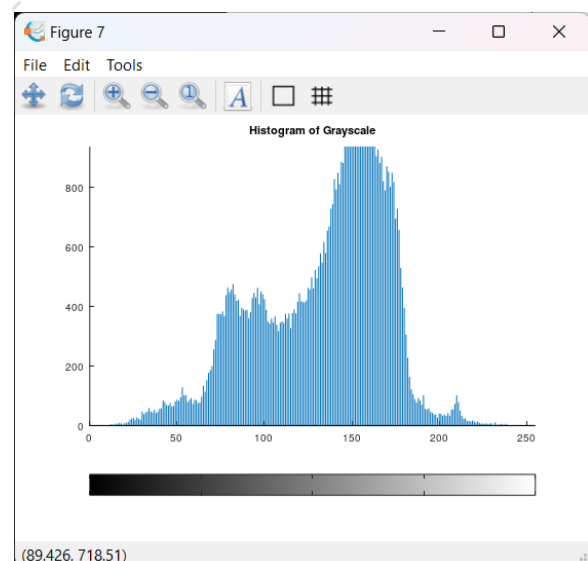 Figure 7
File Edit Tools
A
Histogram of Grayscale
800
600
400
200
0
0 50 100 150 200 250
(89.426, 718.51)